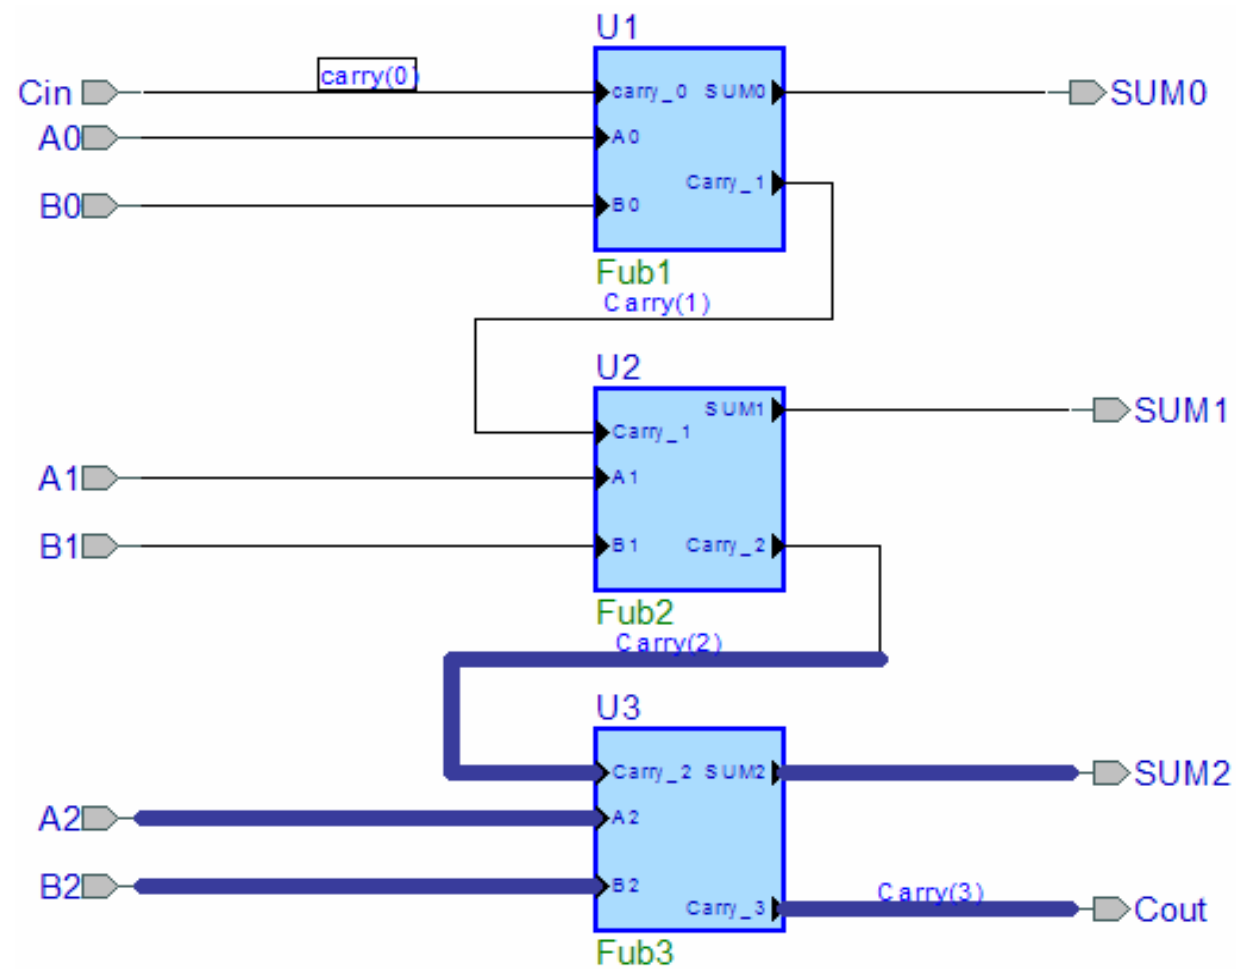 U1
carry(0)
Cin
carry_0 SUM0
SUM0
A0
A0
Carry_1
B0
B0
Fub1
Carry(1)
U2
SUM1
SUM1
Carry_1
A1
A1
B1
B1 Carry_2
Fub2
Carry(2)
U3
Carry_2 SUM2
SUM2
A2
A2
B2
B2
Carry(3)
Carry_3
Cout
Fub3